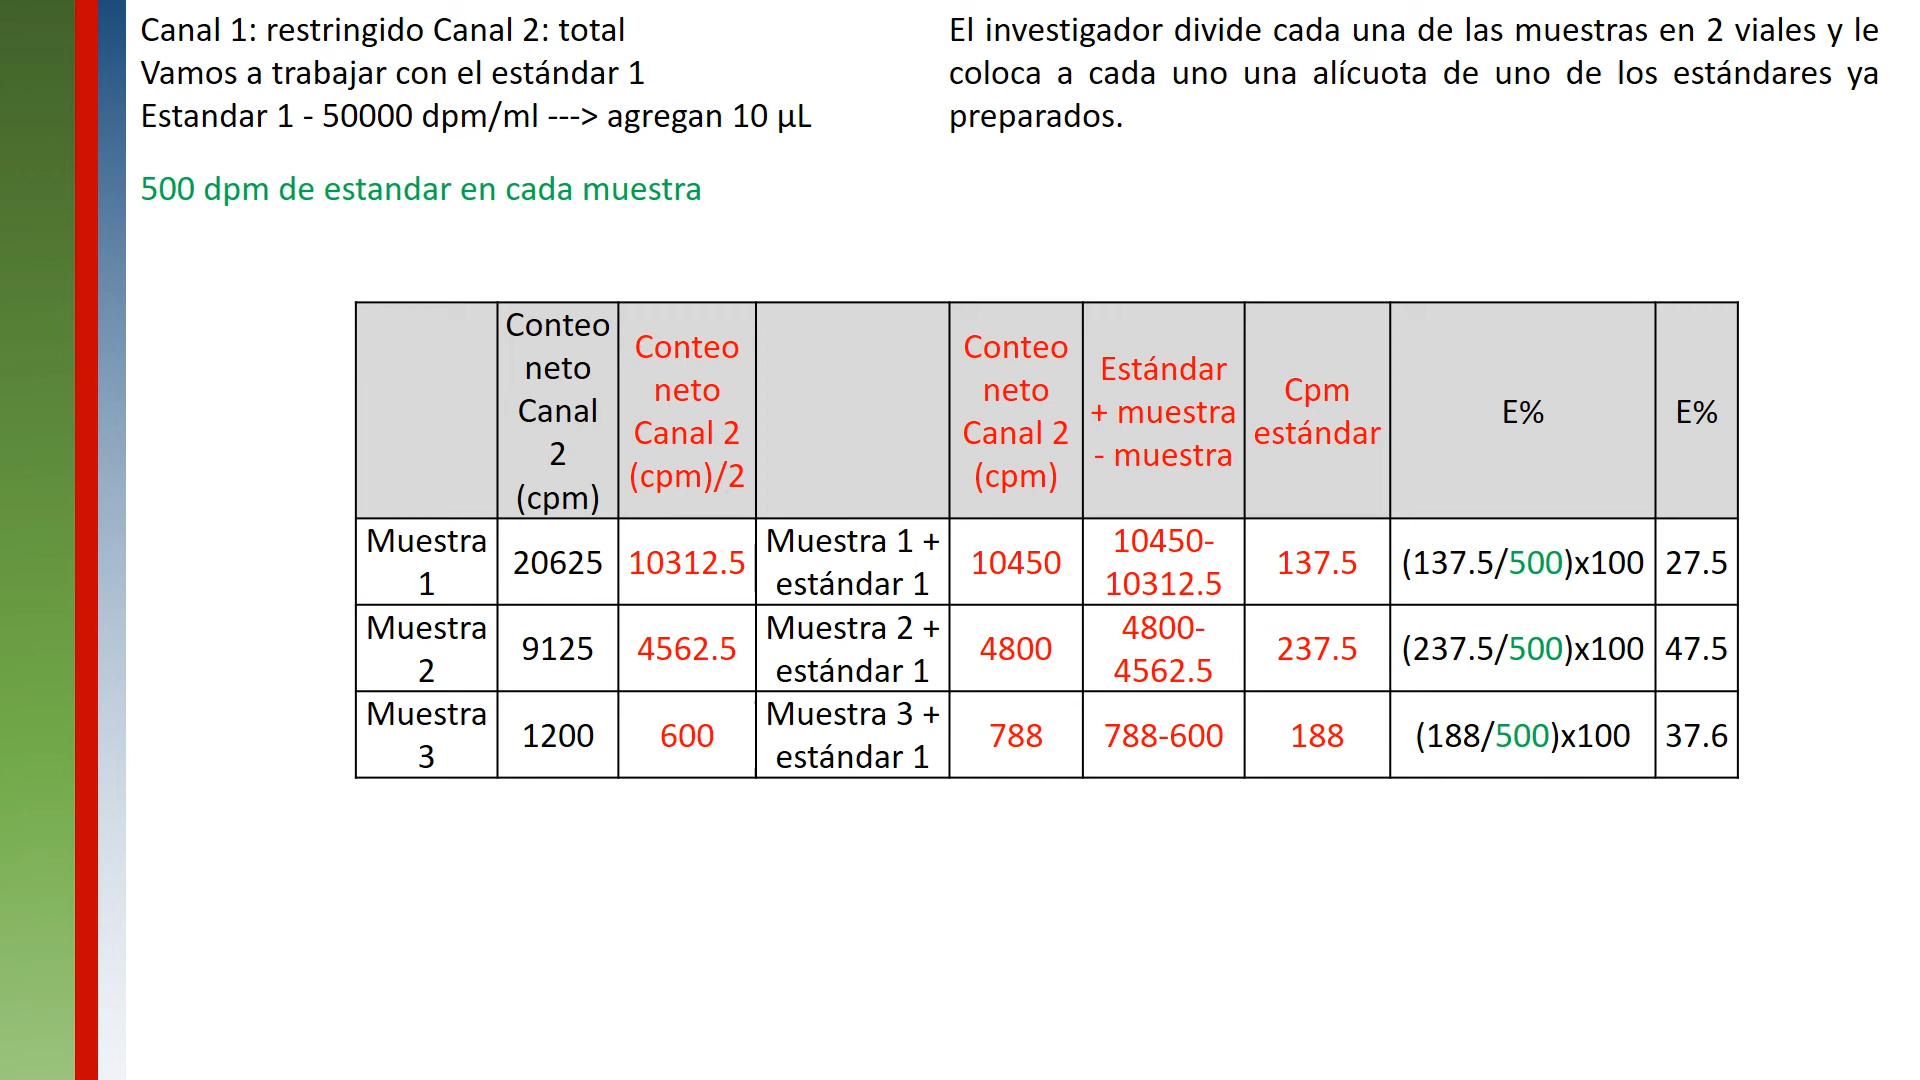 Canal 1: restringido Canal 2: total
Vamos a trabajar con el estándar 1
Estandar 1 - 50000 dpm/ml ---> agregan 10 µL
500 dpm de estandar en cada muestra
El investigador divide cada una de las muestras en 2 viales y le
coloca a cada uno una alícuota de uno de los estándares ya
preparados.
Conteo
neto
Canal
2
(cpm)
Conteo
neto
Canal 2
(cpm)/2
Conteo
neto
Canal 2
(cpm)
Estándar
+ muestra
- muestra
Cpm
estándar
E%
E%
Muestra
1
20625
10312.5
Muestra 1 +
estándar 1
10450
10450-
10312.5
137.5
(137.5/500)x100
27.5
Muestra
2
9125
4562.5
Muestra 2 +
estándar 1
4800
4800-
4562.5
237.5
(237.5/500)x100
47.5
Muestra
3
1200
600
Muestra 3 +
estándar 1
788
788-600
188
(188/500)x100
37.6